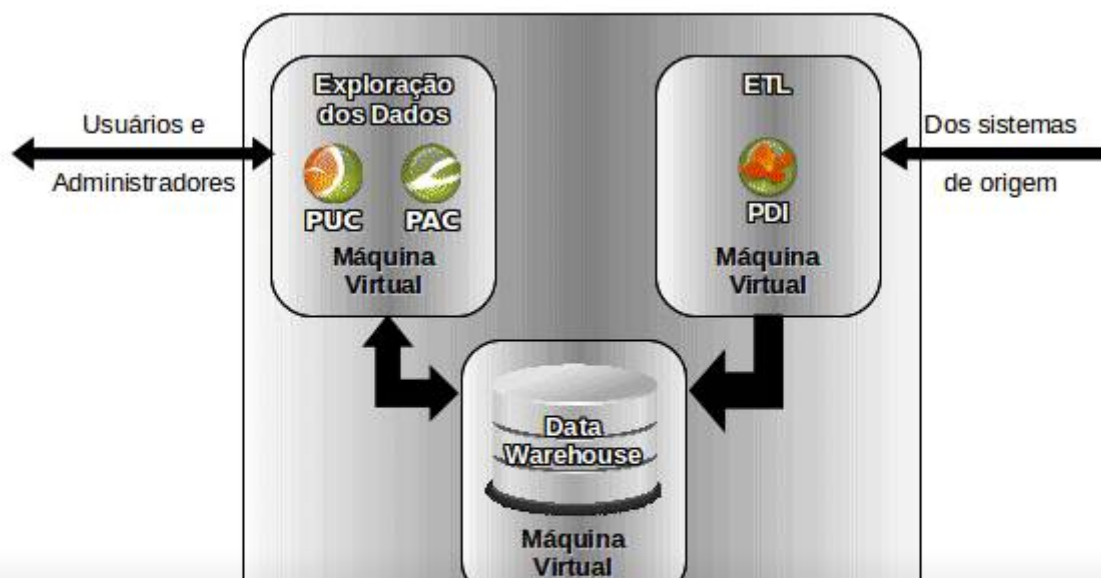 Usuários e
Administradores
Exploração
dos Dados
PUC
PAC
Máquina
Virtual
ETL
PDI
Máquina
Virtual
Dos sistemas
de origem
Data
Warehouse
Máquina
Virtual